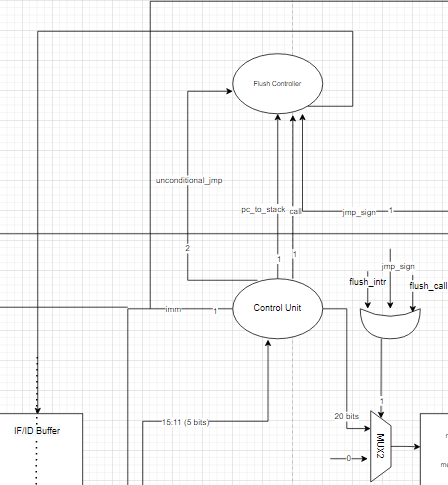 Flush Controller
unconditional_jmp
pc_to_stack
call
jmp_sign
1
2
1
1
jmp_sign
flush_intr
flush_call
Control Unit
imm
1
1
20 bits
15:11 (5 bits)
IF/ID Buffer
MUX2
0